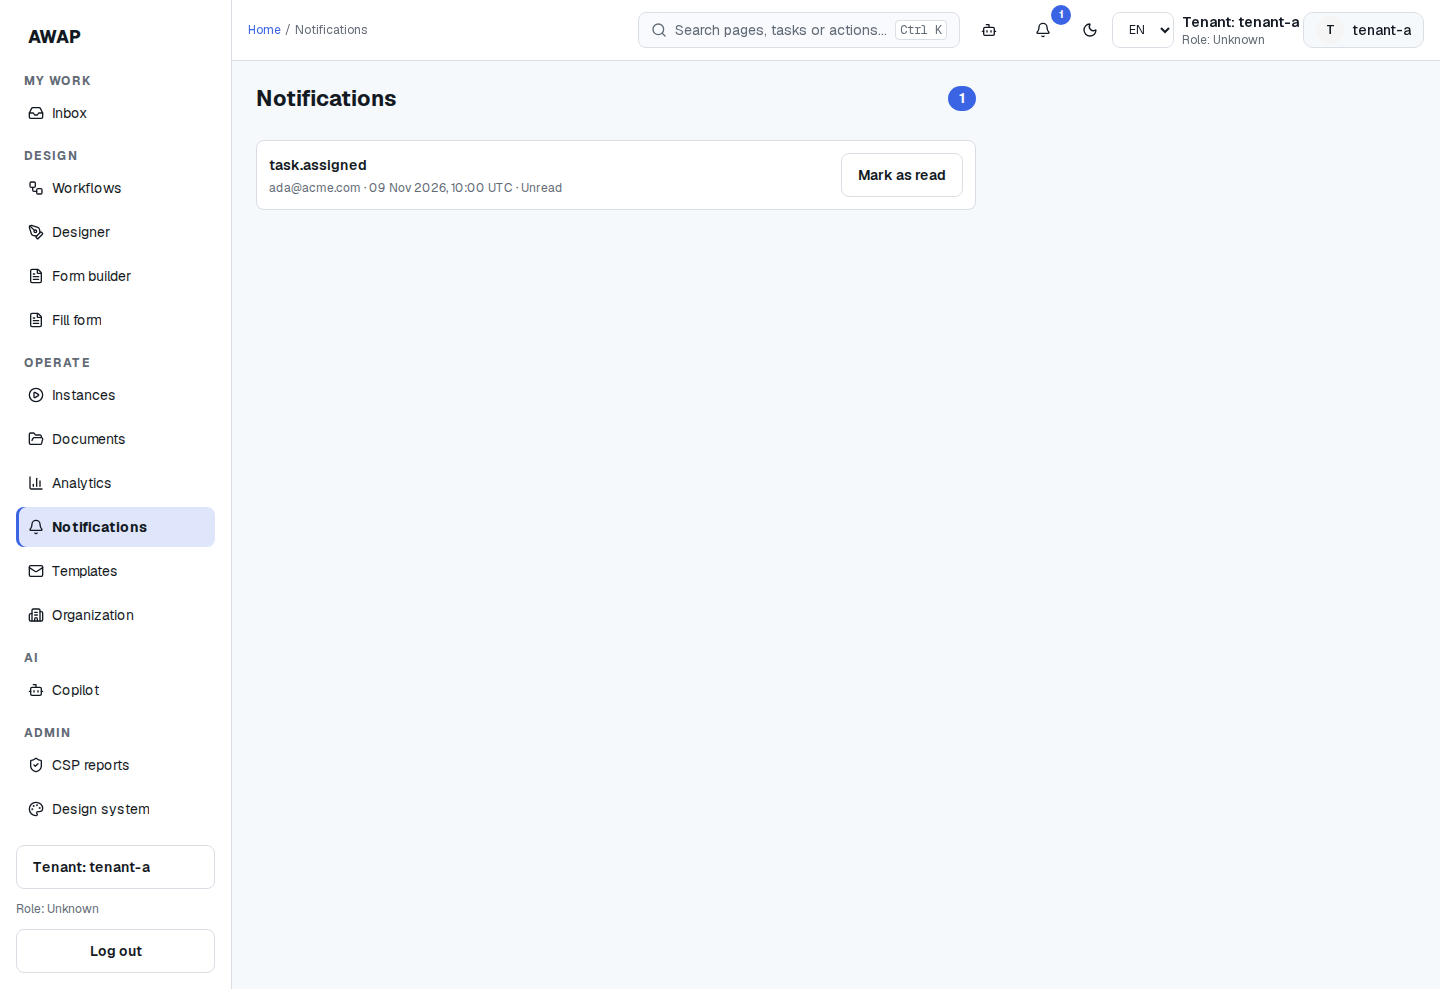 AWAP
MY WORK
Inbox
DESIGN
Workflows
Designer
Form builder
Fill form
OPERATE
Instances
Documents
Analytics
Notifications
Templates
Organization
AI
Copilot
ADMIN
CSP reports
Design system
Tenant: tenant-a
Role: Unknown
Log out
Home / Notifications
Search pages, tasks or actions... Ctrl K
1
EN
Tenant: tenant-a
Role: Unknown
T tenant-a
Notifications
1
task.assigned
ada@acme.com · 09 Nov 2026, 10:00 UTC · Unread
Mark as read